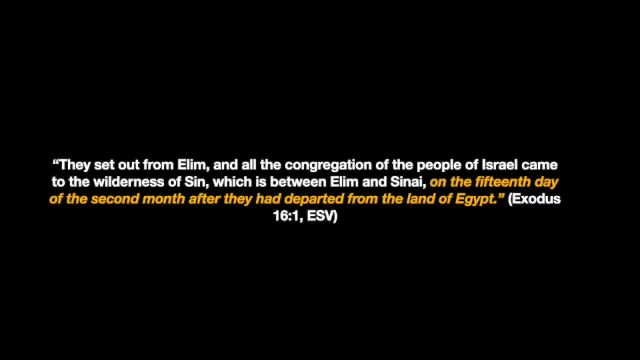 “They set out from Elim, and all the congregation of the people of Israel came
to the wilderness of Sin, which is between Elim and Sinai, on the fifteenth day
of the second month after they had departed from the land of Egypt.” (Exodus
16:1, ESV)